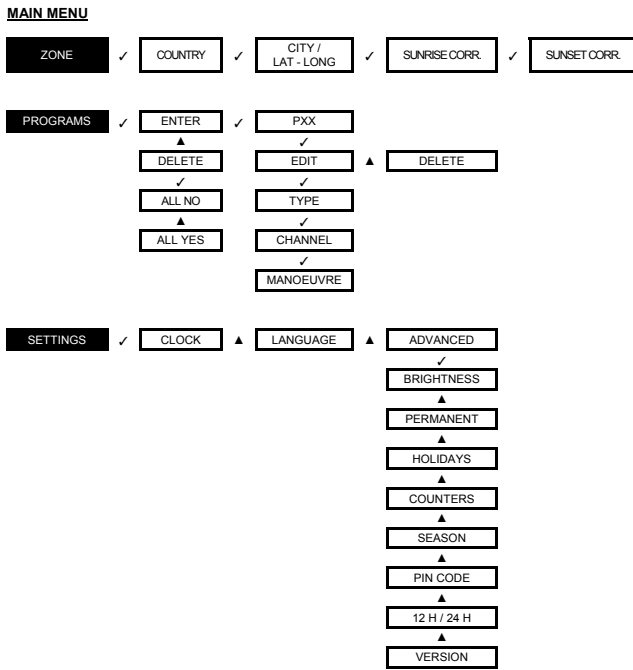 MAIN MENU
ZONE ✓ COUNTRY ✓ CITY / LAT - LONG ✓ SUNRISE CORR. ✓ SUNSET CORR.
PROGRAMS ✓ ENTER ✓ PXX
▲ ✓
DELETE EDIT ▲ DELETE
✓ ✓
ALL NO TYPE
▲ ✓
ALL YES CHANNEL
✓
MANOEUVRE
SETTINGS ✓ CLOCK ▲ LANGUAGE ▲ ADVANCED
✓
BRIGHTNESS
▲
PERMANENT
▲
HOLIDAYS
▲
COUNTERS
▲
SEASON
▲
PIN CODE
▲
12 H / 24 H
▲
VERSION